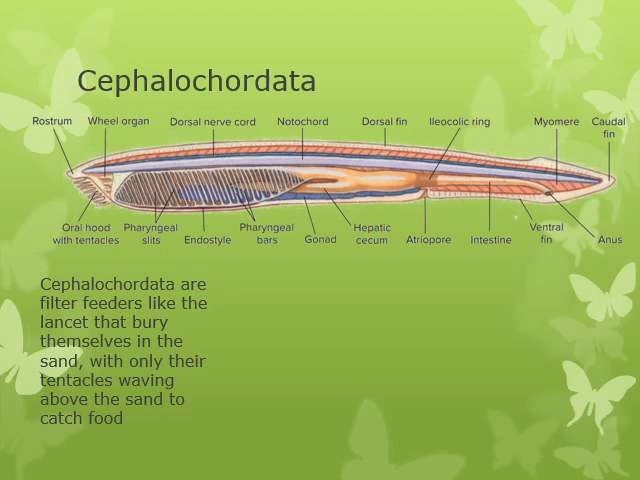 Cephalochordata
Rostrum Wheel organ Dorsal nerve cord Notochord Dorsal fin Ileocolic ring Myomere Caudal
fin
Oral hood
with tentacles
Pharyngeal
slits
Endostyle
Pharyngeal
bars
Gonad
Hepatic
cecum
Atriopore
Intestine
Ventral
fin
Anus
Cephalochordata are
filter feeders like the
lancet that bury
themselves in the
sand, with only their
tentacles waving
above the sand to
catch food